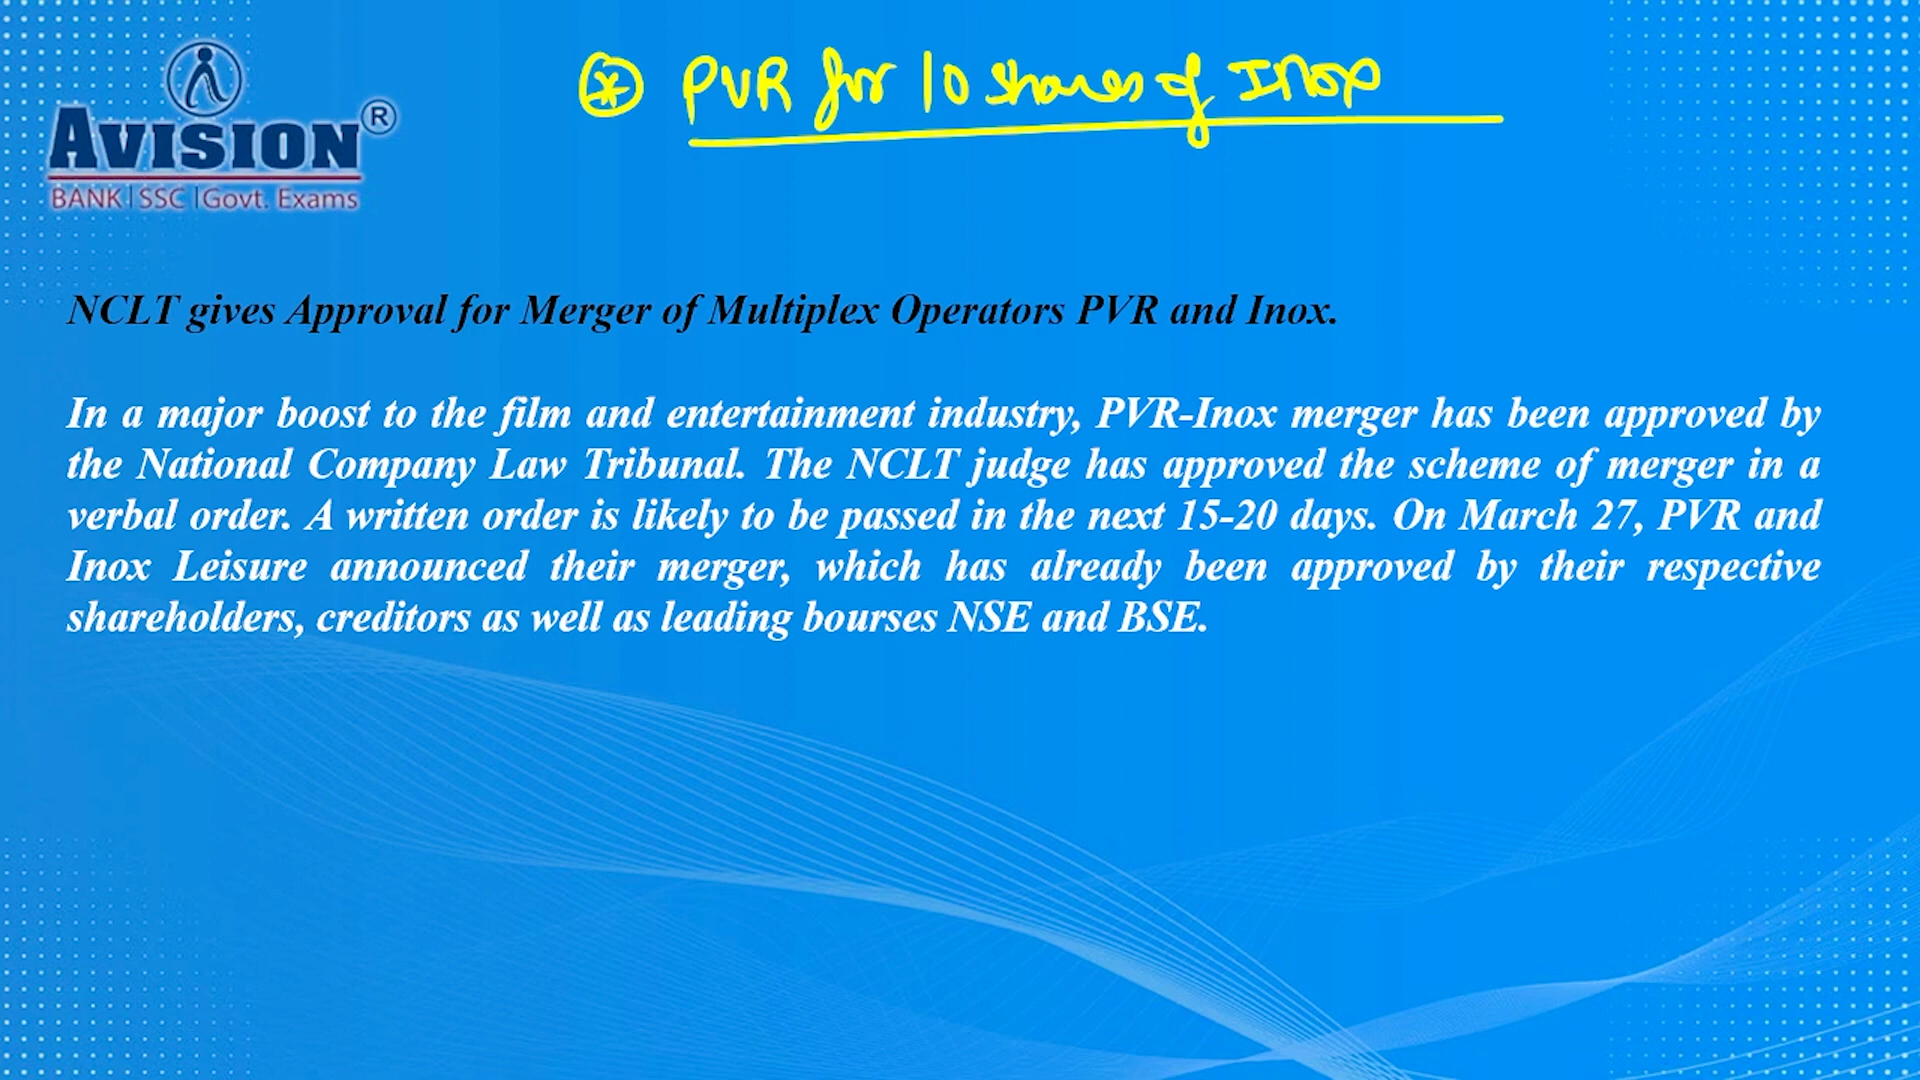 PVR for 10 shares of Inox
AVISION®
BANK | SSC | Govt. Exams
NCLT gives Approval for Merger of Multiplex Operators PVR and Inox.
In a major boost to the film and entertainment industry, PVR-Inox merger has been approved by
the National Company Law Tribunal. The NCLT judge has approved the scheme of merger in a
verbal order. A written order is likely to be passed in the next 15-20 days. On March 27, PVR and
Inox Leisure announced their merger, which has already been approved by their respective
shareholders, creditors as well as leading bourses NSE and BSE.